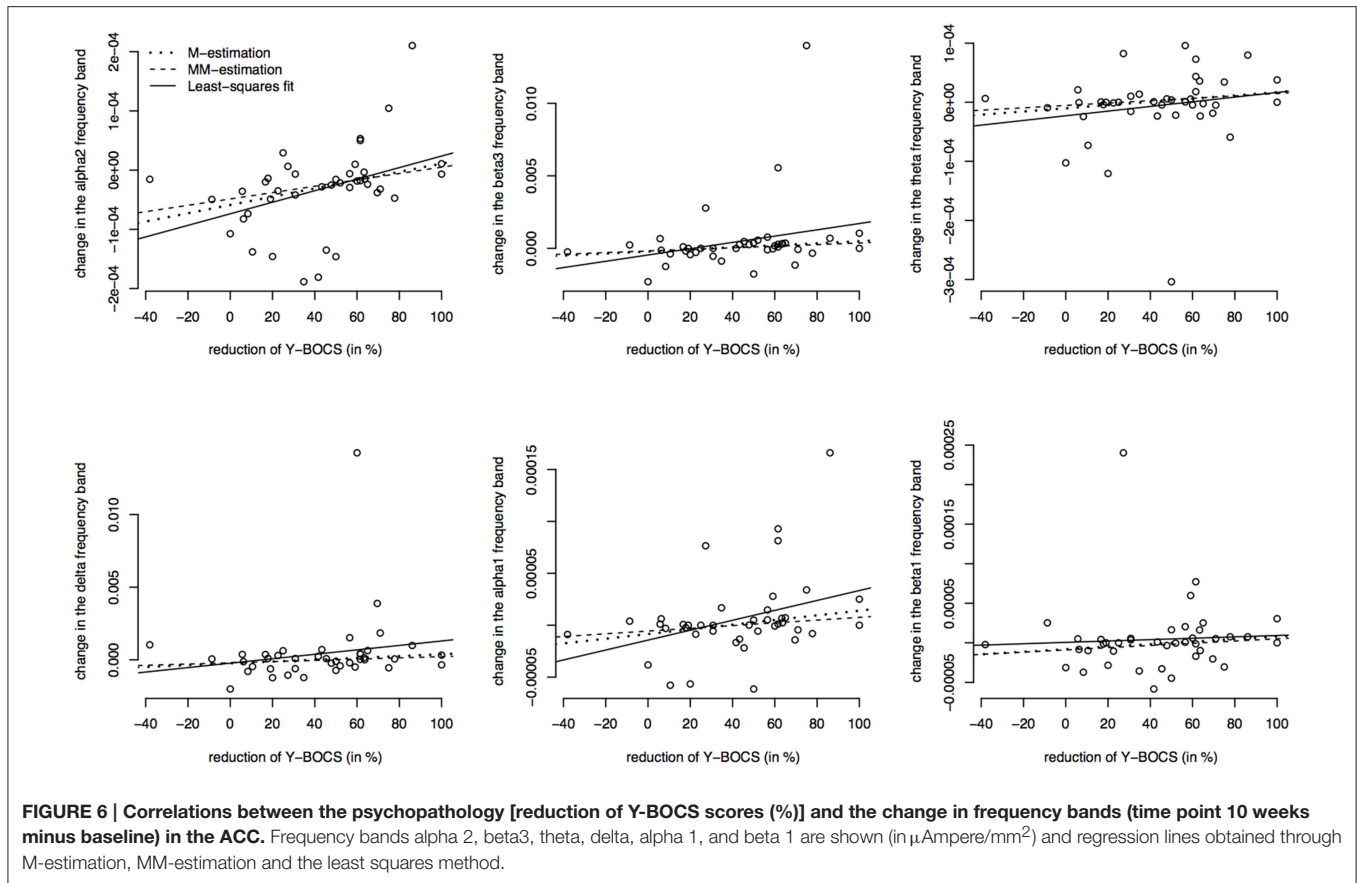 change in the alpha2 frequency band
−2e−04 −1e−04 0e+00 1e−04 2e−04
M−estimation
MM−estimation
Least−squares fit
−40 −20 0 20 40 60 80 100
reduction of Y−BOCS (in %)
change in the beta3 frequency band
0.000 0.005 0.010
−40 −20 0 20 40 60 80 100
reduction of Y−BOCS (in %)
change in the theta frequency band
−3e−04 −2e−04 −1e−04 0e+00 1e−04
−40 −20 0 20 40 60 80 100
reduction of Y−BOCS (in %)
change in the delta frequency band
0.000 0.005 0.010
−40 −20 0 20 40 60 80 100
reduction of Y−BOCS (in %)
change in the alpha1 frequency band
−0.00005 0.00005 0.00015
−40 −20 0 20 40 60 80 100
reduction of Y−BOCS (in %)
change in the beta1 frequency band
−0.00005 0.00005 0.00015 0.00025
−40 −20 0 20 40 60 80 100
reduction of Y−BOCS (in %)
FIGURE 6 | Correlations between the psychopathology [reduction of Y-BOCS scores (%)] and the change in frequency bands (time point 10 weeks
minus baseline) in the ACC. Frequency bands alpha 2, beta3, theta, delta, alpha 1, and beta 1 are shown (in μAmpere/mm²) and regression lines obtained through
M-estimation, MM-estimation and the least squares method.